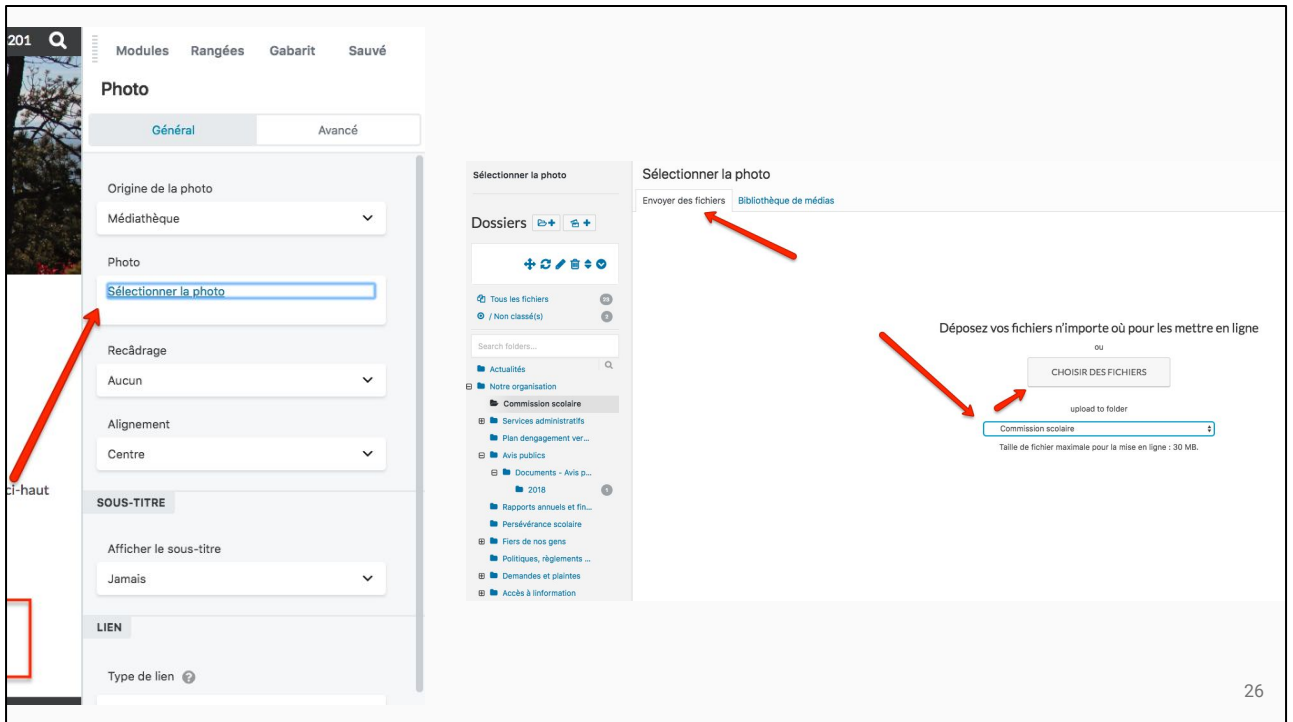 201
Modules Rangées Gabarit Sauvé
Photo
Général Avancé
Origine de la photo
Médiathèque
Photo
Sélectionner la photo
Recâdrage
Aucun
Alignement
Centre
ci-haut
SOUS-TITRE
Afficher le sous-titre
Jamais
LIEN
Type de lien ?
Sélectionner la photo
Dossiers
Tous les fichiers
/ Non classé(s)
Search folders...
Actualités
Notre organisation
Commission scolaire
Services administratifs
Plan dengagement ver...
Avis publics
Documents - Avis p...
2018 1
Rapports annuels et fin...
Persévérance scolaire
Fiers de nos gens
Politiques, règlements ...
Demandes et plaintes
Accès à linformation
Sélectionner la photo
Envoyer des fichiers Bibliothèque de médias
Déposez vos fichiers n’importe où pour les mettre en ligne
ou
CHOISIR DES FICHIERS
upload to folder
Commission scolaire
Taille de fichier maximale pour la mise en ligne : 30 MB.
26